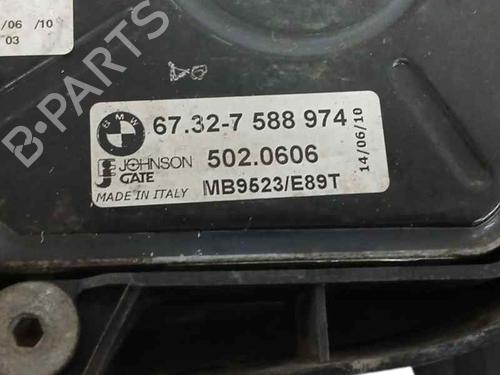 /06 /10
03
B-PARTS
BMW
67.32-7 588 974
JOHNSON
GATE
502.0606
MADE IN ITALY
MB9523/E89T
14/06/10